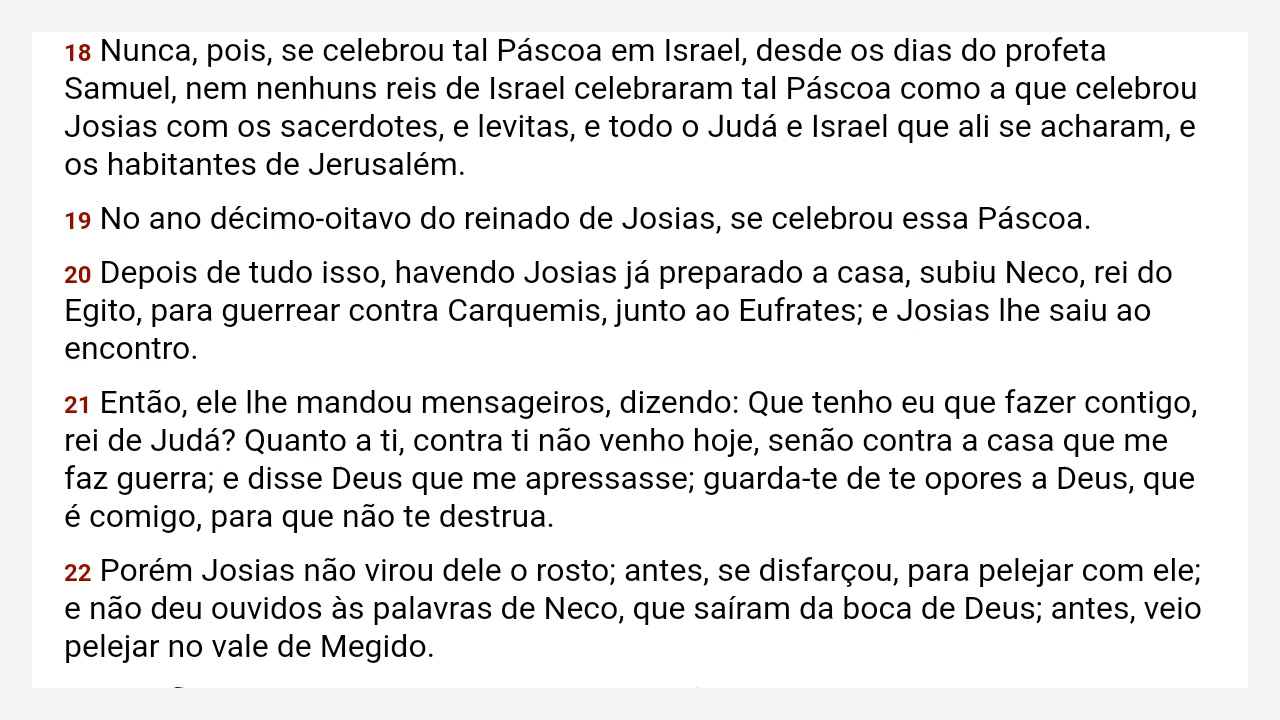 18 Nunca, pois, se celebrou tal Páscoa em Israel, desde os dias do profeta
Samuel, nem nenhuns reis de Israel celebraram tal Páscoa como a que celebrou
Josias com os sacerdotes, e levitas, e todo o Judá e Israel que ali se acharam, e
os habitantes de Jerusalém.
19 No ano décimo-oitavo do reinado de Josias, se celebrou essa Páscoa.
20 Depois de tudo isso, havendo Josias já preparado a casa, subiu Neco, rei do
Egito, para guerrear contra Carquemis, junto ao Eufrates; e Josias lhe saiu ao
encontro.
21 Então, ele lhe mandou mensageiros, dizendo: Que tenho eu que fazer contigo,
rei de Judá? Quanto a ti, contra ti não venho hoje, senão contra a casa que me
faz guerra; e disse Deus que me apressasse; guarda-te de te opores a Deus, que
é comigo, para que não te destrua.
22 Porém Josias não virou dele o rosto; antes, se disfarçou, para pelejar com ele;
e não deu ouvidos às palavras de Neco, que saíram da boca de Deus; antes, veio
pelejar no vale de Megido.